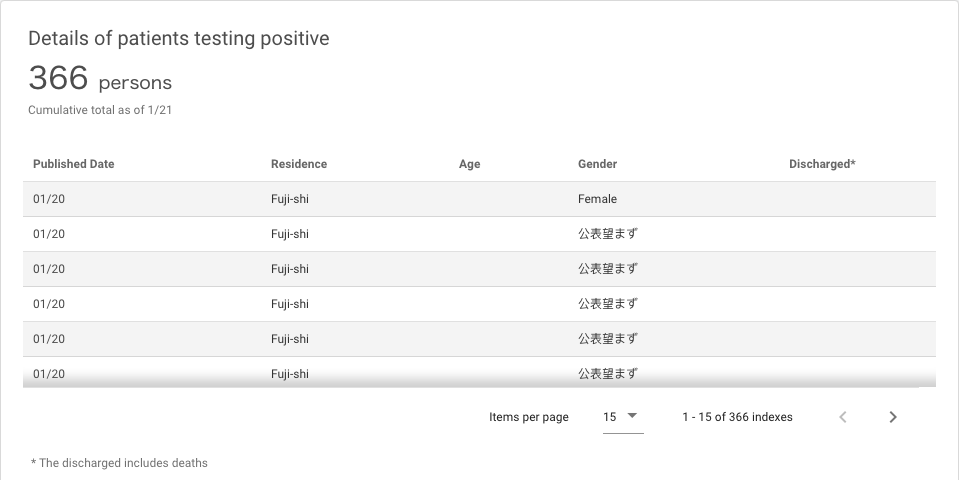 Details of patients testing positive
366 persons
Cumulative total as of 1/21
Published Date Residence Age Gender Discharged*
01/20 Fuji-shi Female
01/20 Fuji-shi 公表望まず
01/20 Fuji-shi 公表望まず
01/20 Fuji-shi 公表望まず
01/20 Fuji-shi 公表望まず
01/20 Fuji-shi 公表望まず
Items per page 15 1 - 15 of 366 indexes
* The discharged includes deaths